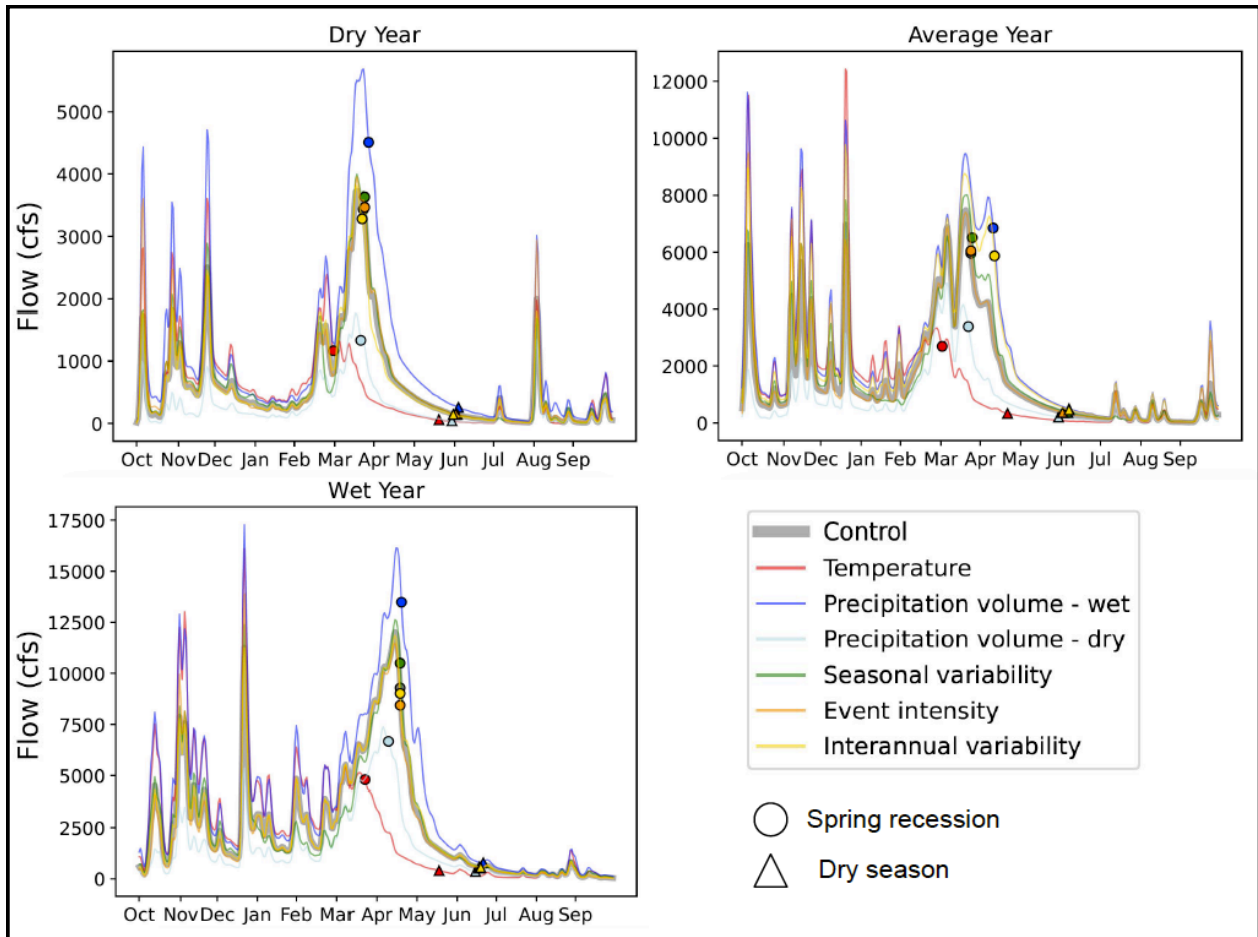 Dry Year
Flow (cfs)
5000
4000
3000
2000
1000
0
Oct Nov Dec Jan Feb Mar Apr May Jun Jul Aug Sep
Average Year
12000
10000
8000
6000
4000
2000
0
Oct Nov Dec Jan Feb Mar Apr May Jun Jul Aug Sep
Wet Year
Flow (cfs)
17500
15000
12500
10000
7500
5000
2500
0
Oct Nov Dec Jan Feb Mar Apr May Jun Jul Aug Sep
Control
Temperature
Precipitation volume - wet
Precipitation volume - dry
Seasonal variability
Event intensity
Interannual variability
Spring recession
Dry season